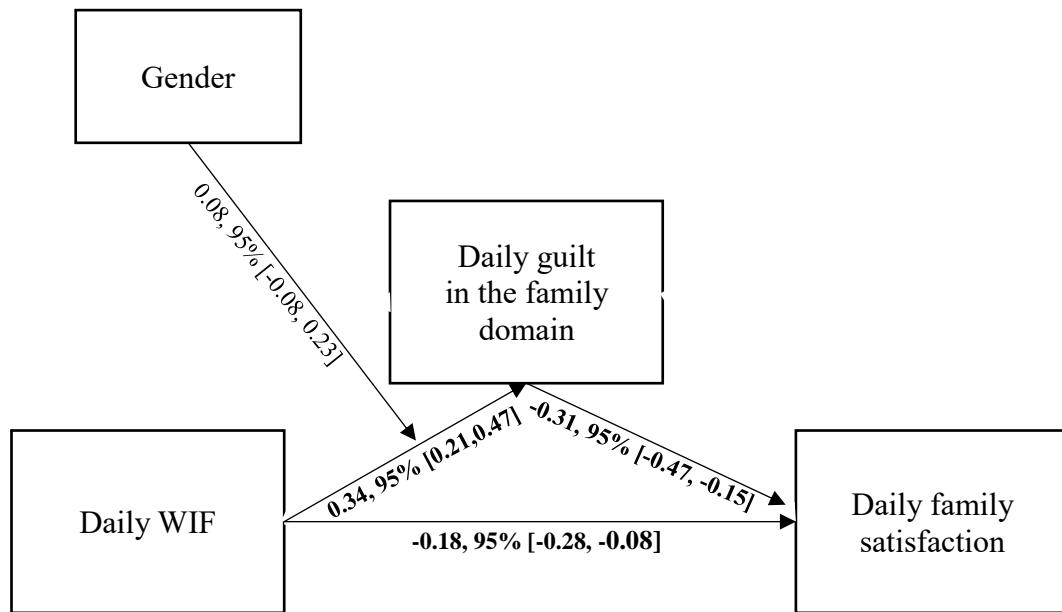 Gender
0.08, 95% [-0.08, 0.23]
Daily guilt
in the family
domain
0.34, 95% [0.21,0.47]
-0.31, 95% [-0.47, -0.15]
Daily WIF
-0.18, 95% [-0.28, -0.08]
Daily family
satisfaction